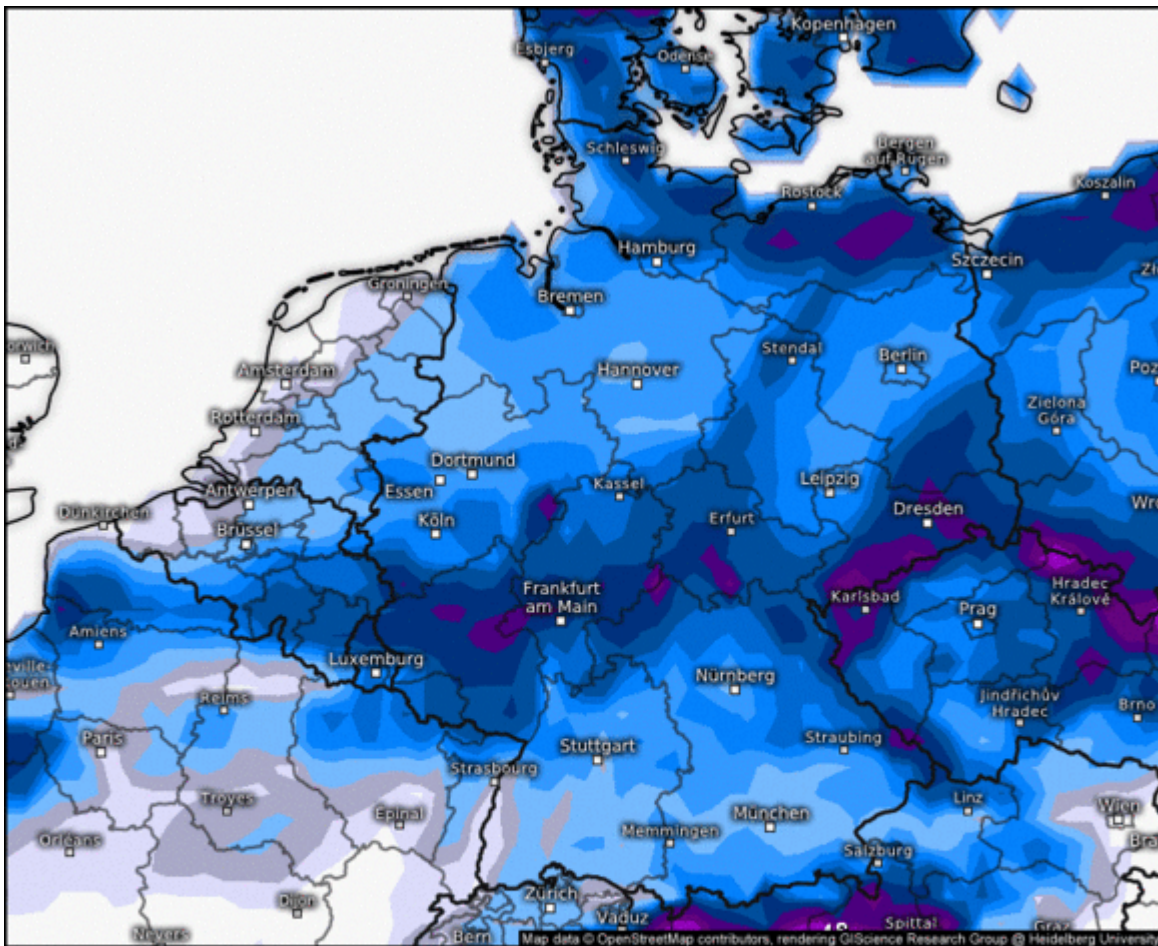 Kopenhagen
Esbjerg
Odense
Schleswig
Bergen
auf Rügen
Koszalin
Rostock
Hamburg
Szczecin
Groningen
Bremen
Stendal
Berlin
Amsterdam
Hannover
Rotterdam
Zielona
Góra
Dortmund
Essen
Kassel
Leipzig
Antwerpen
Dünkirchen
Köln
Erfurt
Dresden
Brüssel
Frankfurt
am Main
Karlsbad
Prag
Hradec
Králové
Amiens
Luxemburg
Reims
Nürnberg
Jindřichův
Hradec
Brno
Paris
Stuttgart
Straubing
Strasbourg
Troyes
Épinal
Linz
Wien
Orléans
Memmingen
München
Salzburg
Zürich
Dijon
Vaduz
Spittal
Graz
Nevers
Bern
Map data © OpenStreetMap contributors, rendering GIScience Research Group @ Heidelberg Universit